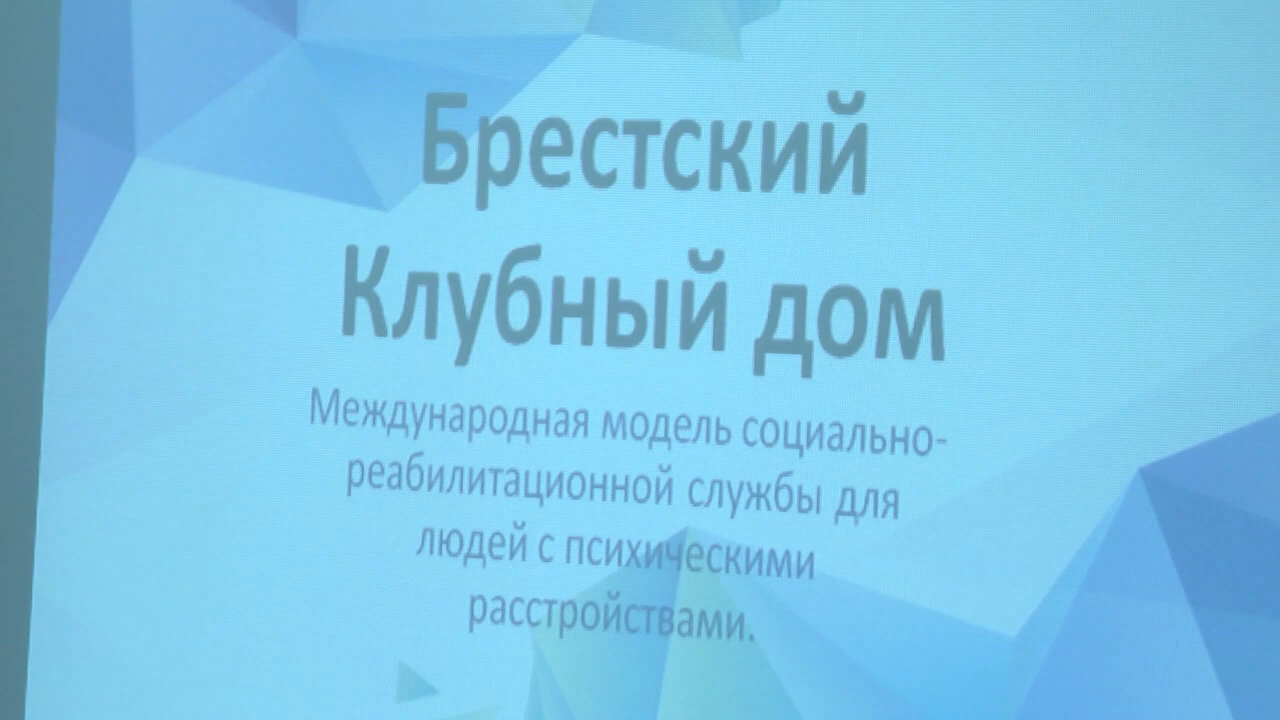 Брестский
Клубный дом
Международная модель социально-
реабилитационной службы для
людей с психическими
расстройствами.